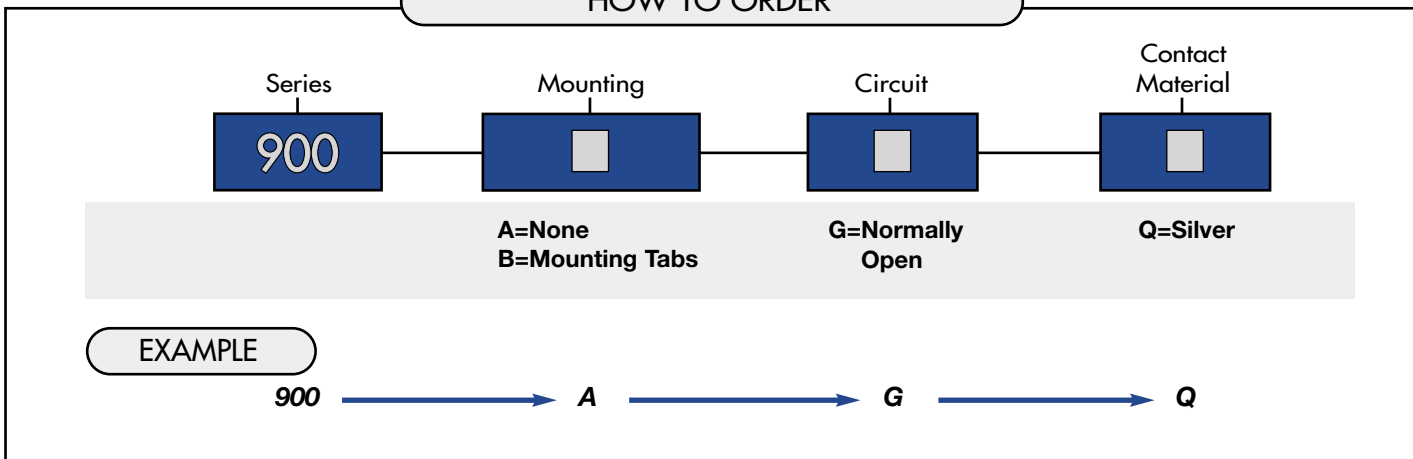 HOW TO ORDER
Series
Mounting
Circuit
Contact
Material
900
A=None
B=Mounting Tabs
G=Normally
Open
Q=Silver
EXAMPLE
900 A G Q